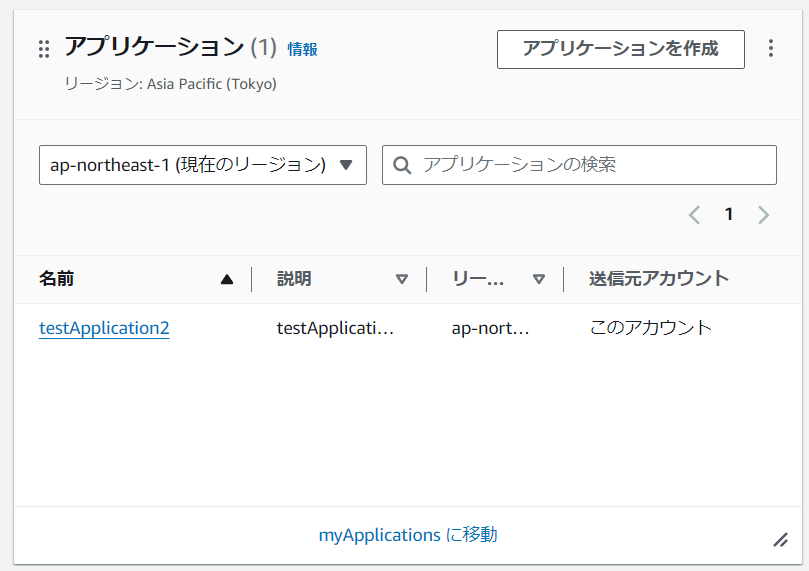 アプリケーション (1) 情報
アプリケーションを作成
リージョン: Asia Pacific (Tokyo)
ap-northeast-1 (現在のリージョン)
アプリケーションの検索
1
名前 説明 リー... 送信元アカウント
testApplication2 testApplicati... ap-nort... このアカウント
myApplications に移動